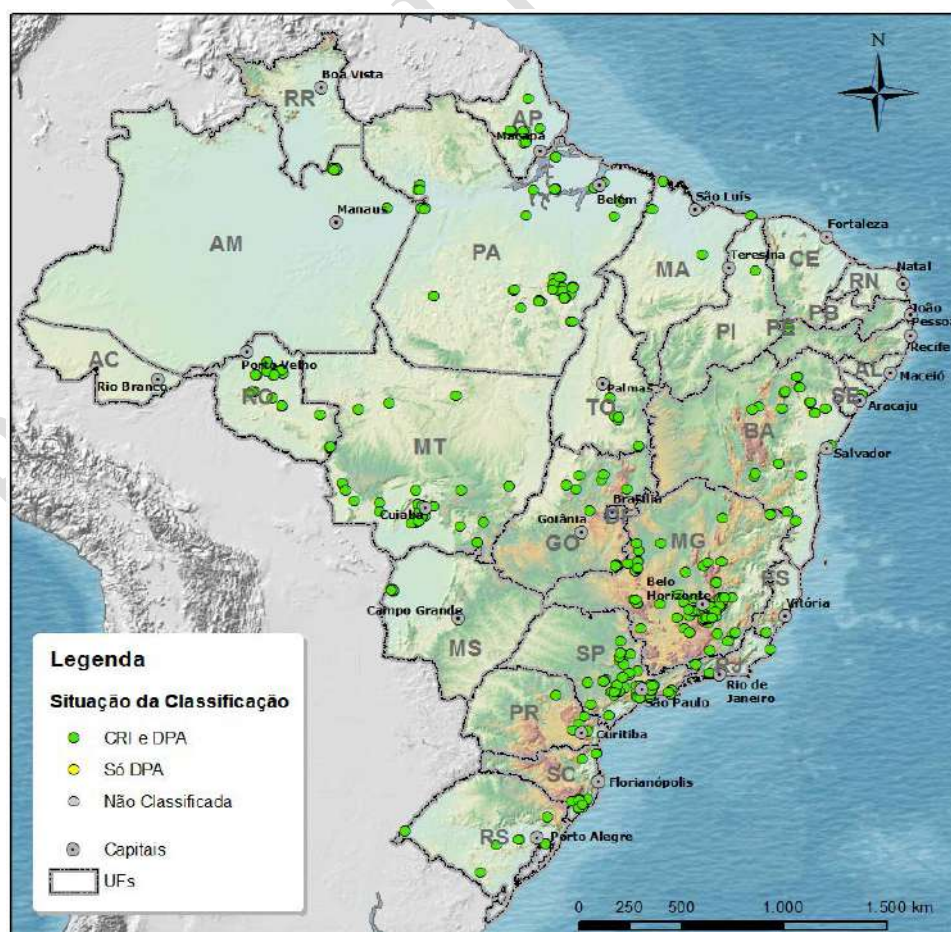 N
Boa Vista
RR
AP
Macapá
Belém
São Luís
Manaus
Fortaleza
AM
PA
MA
Teresina
CE
Natal
RN
João
Pesso
PB
PI
PE
Recife
AC
Porto Velho
Rio Branco
RO
Palmas
TO
AL
Maceió
SE
Aracaju
MT
BA
Salvador
Cuiabá
Brasília
DF
Goiânia
GO
MG
Belo
Horizonte
ES
Vitória
Campo Grande
MS
SP
RJ
Rio de
Janeiro
São Paulo
PR
Curitiba
SC
Florianópolis
RS
Porto Alegre
Legenda
Situação da Classificação
CRI e DPA
Só DPA
Não Classificada
Capitais
UFs
0 250 500 1.000 1.500 km